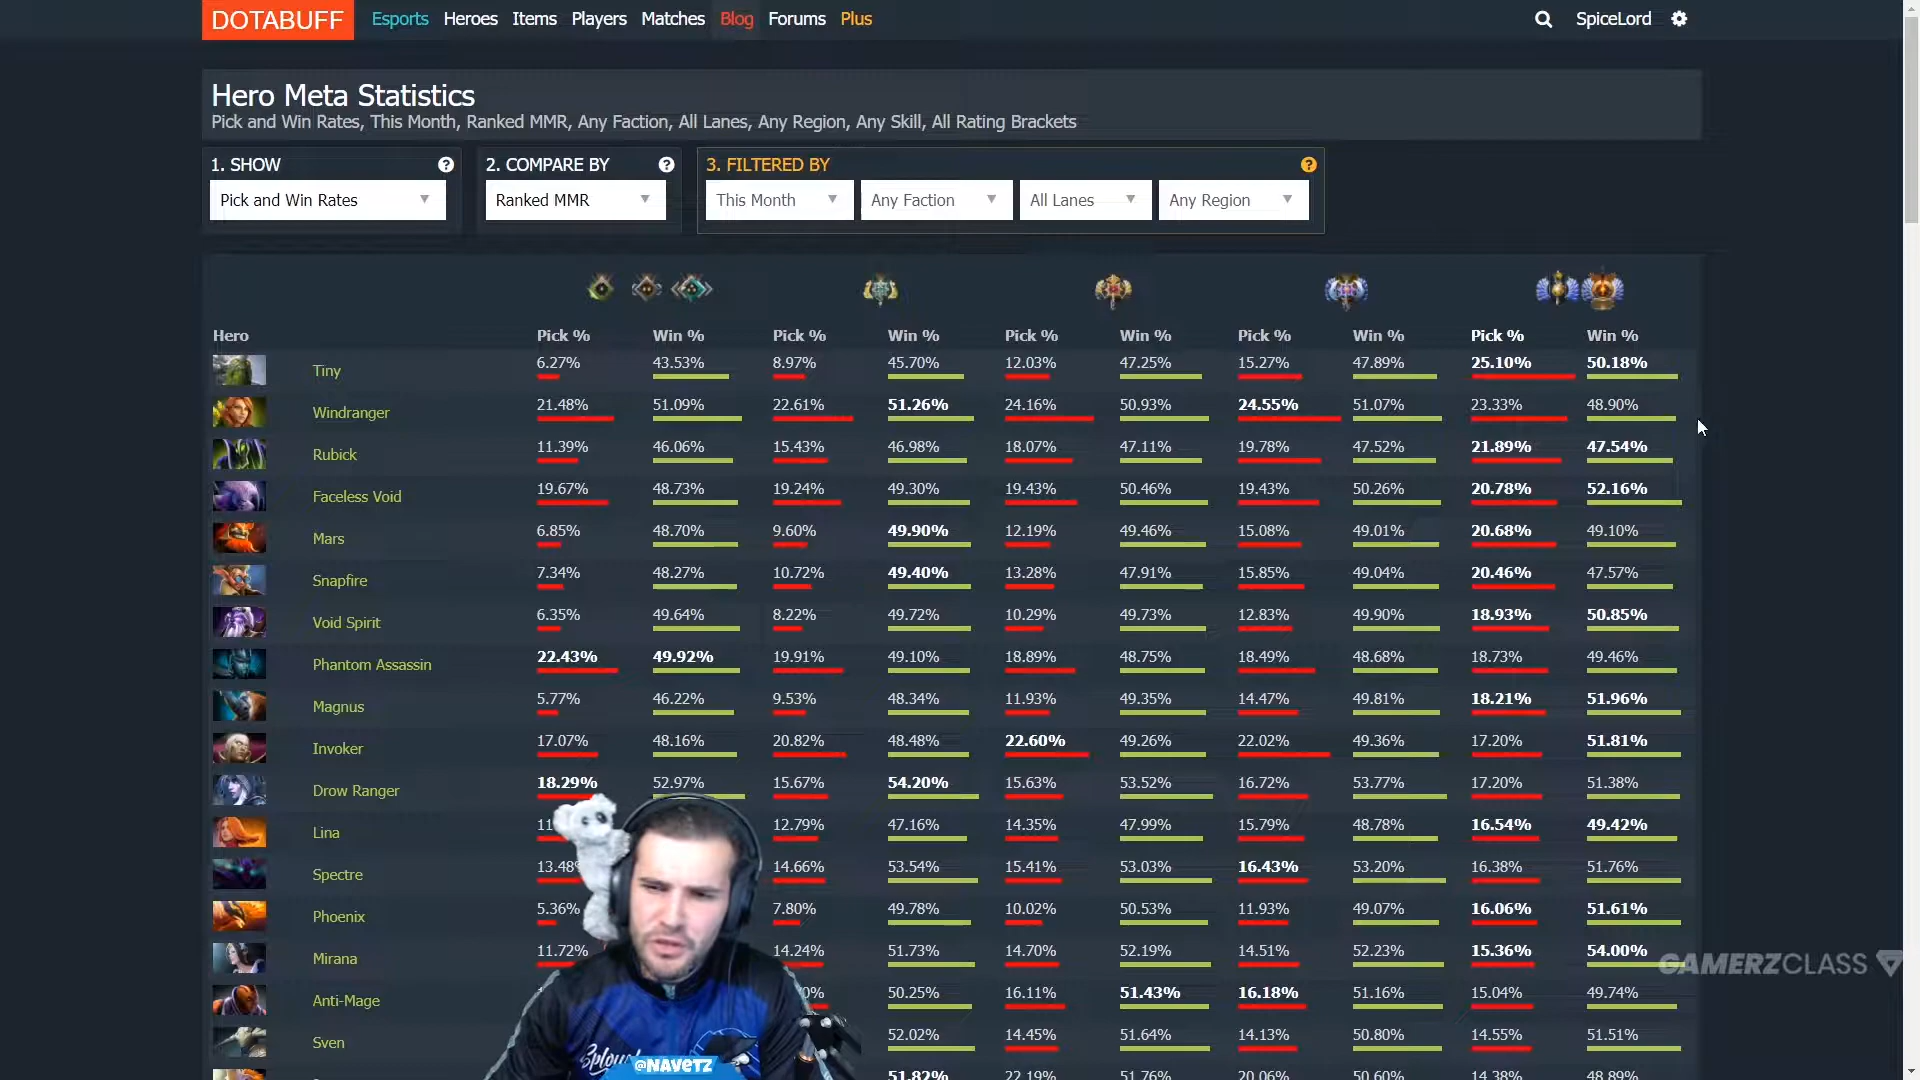 DOTABUFF Esports Heroes Items Players Matches Blog Forums Plus SpiceLord
Hero Meta Statistics
Pick and Win Rates, This Month, Ranked MMR, Any Faction, All Lanes, Any Region, Any Skill, All Rating Brackets
1. SHOW ? 2. COMPARE BY ? 3. FILTERED BY ?
Pick and Win Rates Ranked MMR This Month Any Faction All Lanes Any Region
Hero Pick % Win % Pick % Win % Pick % Win % Pick % Win % Pick % Win %
Tiny 6.27% 43.53% 8.97% 45.70% 12.03% 47.25% 15.27% 47.89% 25.10% 50.18%
Windranger 21.48% 51.09% 22.61% 51.26% 24.16% 50.93% 24.55% 51.07% 23.33% 48.90%
Rubick 11.39% 46.06% 15.43% 46.98% 18.07% 47.11% 19.78% 47.52% 21.89% 47.54%
Faceless Void 19.67% 48.73% 19.24% 49.30% 19.43% 50.46% 19.43% 50.26% 20.78% 52.16%
Mars 6.85% 48.70% 9.60% 49.90% 12.19% 49.46% 15.08% 49.01% 20.68% 49.10%
Snapfire 7.34% 48.27% 10.72% 49.40% 13.28% 47.91% 15.85% 49.04% 20.46% 47.57%
Void Spirit 6.35% 49.64% 8.22% 49.72% 10.29% 49.73% 12.83% 49.90% 18.93% 50.85%
Phantom Assassin 22.43% 49.92% 19.91% 49.10% 18.89% 48.75% 18.49% 48.68% 18.73% 49.46%
Magnus 5.77% 46.22% 9.53% 48.34% 11.93% 49.35% 14.47% 49.81% 18.21% 51.96%
Invoker 17.07% 48.16% 20.82% 48.48% 22.60% 49.26% 22.02% 49.36% 17.20% 51.81%
Drow Ranger 18.29% 52.97% 15.67% 54.20% 15.63% 53.52% 16.72% 53.77% 17.20% 51.38%
Lina 11 12.79% 47.16% 14.35% 47.99% 15.79% 48.78% 16.54% 49.42%
Spectre 13.48% 14.66% 53.54% 15.41% 53.03% 16.43% 53.20% 16.38% 51.76%
Phoenix 5.36% 7.80% 49.78% 10.02% 50.53% 11.93% 49.07% 16.06% 51.61%
Mirana 11.72% 14.24% 51.73% 14.70% 52.19% 14.51% 52.23% 15.36% 54.00%
GAMERZCLASS
Anti-Mage 0% 50.25% 16.11% 51.43% 16.18% 51.16% 15.04% 49.74%
Sven 52.02% 14.45% 51.64% 14.13% 50.80% 14.55% 51.51%
@NAVETZ
51.82% 22.19% 51.76% 20.06% 50.60% 14.38% 48.89%